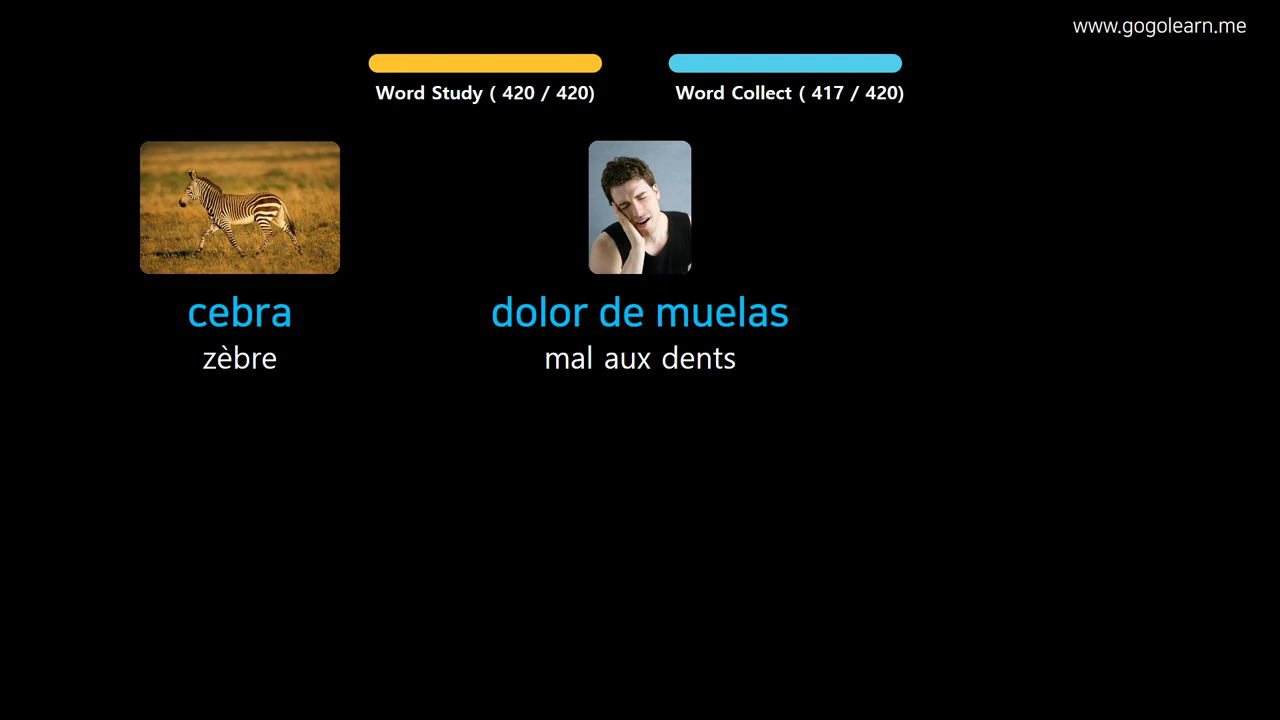 www.gogolearn.me
Word Study ( 420 / 420)
Word Collect ( 417 / 420)
cebra
zèbre
dolor de muelas
mal aux dents